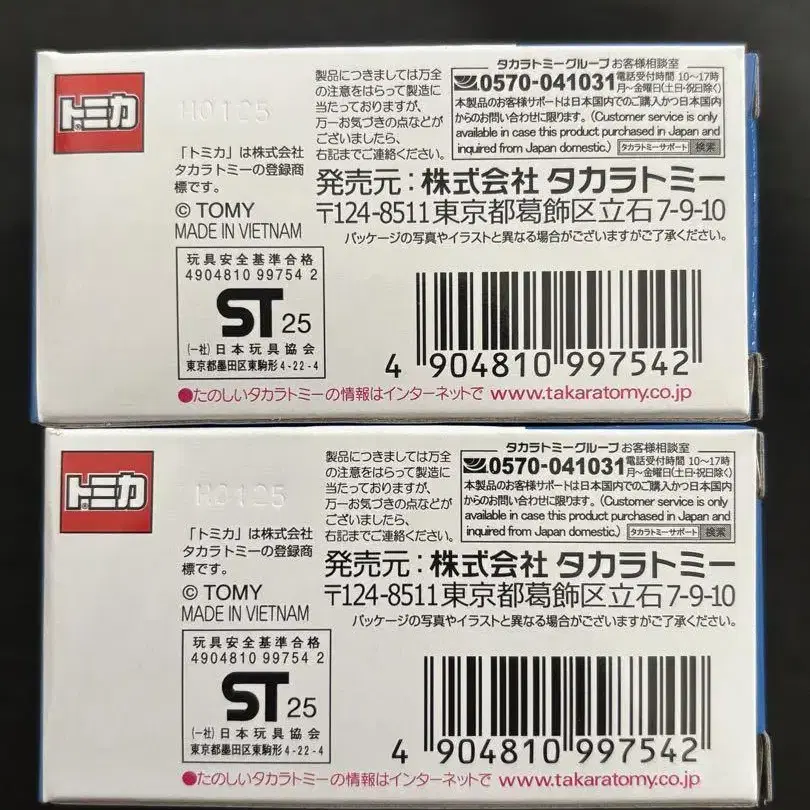 トミカ
H0125
「トミカ」は株式会社
タカラトミーの登録商
標です。
© TOMY
MADE IN VIETNAM
玩具安全基準合格
4904810 99754 2
ST 25
(一社)日本玩具協会
東京都墨田区東駒形4-22-4
製品につきましては万全
の注意をはらって製造に
当たっておりますが、
万一お気づきの点などが
ございましたら、
右記までご連絡ください。
タカラトミーグループ お客様相談室
0570-041031 電話受付時間 10〜17時
月〜金曜日(土日・祝日除く)
本製品のお客様サポートは日本国内でのご購入かつ日本国内
からのお問い合わせに限ります。(Customer service is only
available in case this product purchased in Japan and
inquired from Japan domestic.) タカラトミーサポート 検索
発売元:株式会社 タカラトミー
〒124-8511東京都葛飾区立石7-9-10
パッケージの写真やイラストと異なる場合がございますがご了承ください。
4 904810 997542
●たのしいタカラトミーの情報はインターネットで www.takaratomy.co.jp
トミカ
H0125
「トミカ」は株式会社
タカラトミーの登録商
標です。
© TOMY
MADE IN VIETNAM
玩具安全基準合格
4904810 99754 2
ST 25
(一社)日本玩具協会
東京都墨田区東駒形4-22-4
製品につきましては万全
の注意をはらって製造に
当たっておりますが、
万一お気づきの点などが
ございましたら、
右記までご連絡ください。
タカラトミーグループ お客様相談室
0570-041031 電話受付時間 10〜17時
月〜金曜日(土日・祝日除く)
本製品のお客様サポートは日本国内でのご購入かつ日本国内
からのお問い合わせに限ります。(Customer service is only
available in case this product purchased in Japan and
inquired from Japan domestic.) タカラトミーサポート 検索
発売元:株式会社 タカラトミー
〒124-8511東京都葛飾区立石7-9-10
パッケージの写真やイラストと異なる場合がございますがご了承ください。
4 904810 997542
●たのしいタカラトミーの情報はインターネットで www.takaratomy.co.jp